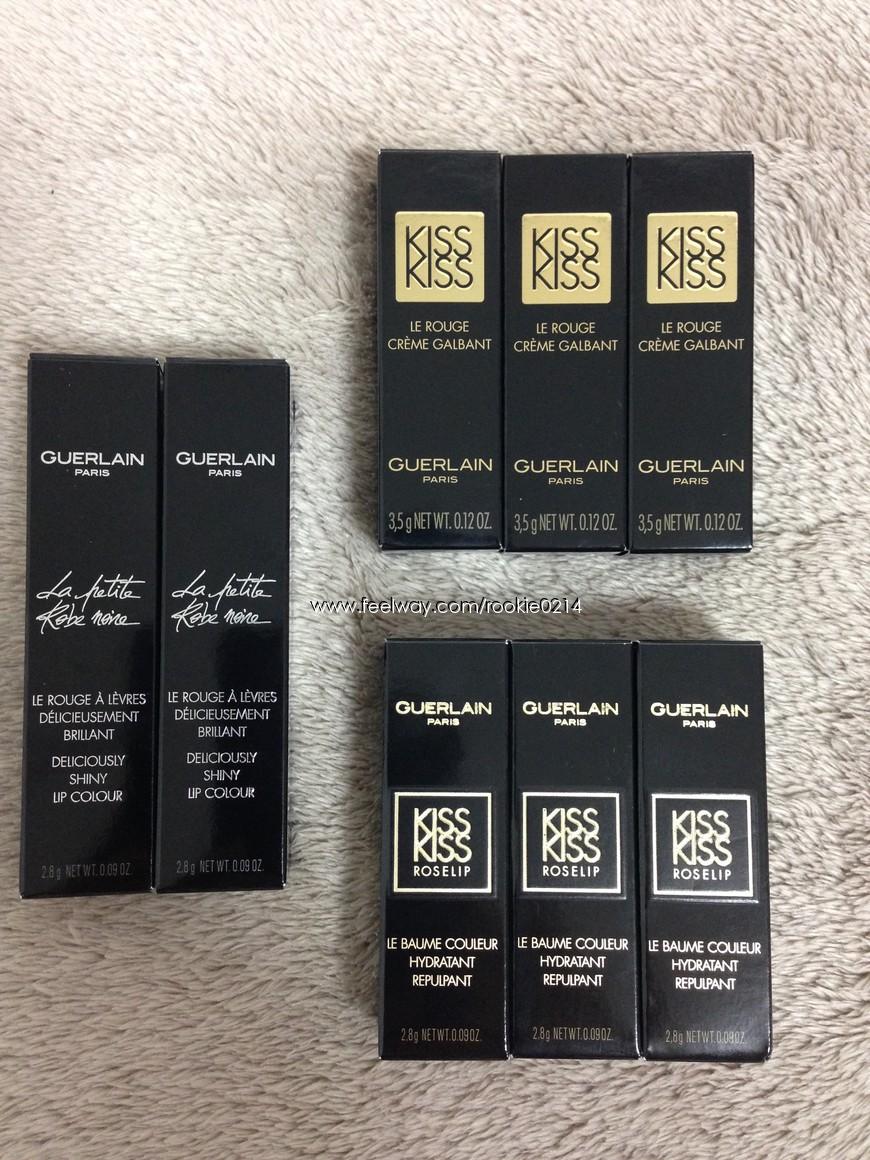 KISS
KISS
LE ROUGE
CRÈME GALBANT
GUERLAIN
PARIS
3,5 g NET WT. 0.12 OZ.
KISS
KISS
LE ROUGE
CRÈME GALBANT
GUERLAIN
PARIS
3,5 g NET WT. 0.12 OZ.
KISS
KISS
LE ROUGE
CRÈME GALBANT
GUERLAIN
PARIS
3,5 g NET WT. 0.12 OZ.
GUERLAIN
PARIS
La petite
Robe noire
LE ROUGE À LÈVRES
DÉLICIEUSEMENT
BRILLANT
DELICIOUSLY
SHINY
LIP COLOUR
2.8 g NET WT. 0.09 OZ.
GUERLAIN
PARIS
La petite
Robe noire
LE ROUGE À LÈVRES
DÉLICIEUSEMENT
BRILLANT
DELICIOUSLY
SHINY
LIP COLOUR
2.8 g NET WT. 0.09 OZ.
www.feelway.com/rookie0214
GUERLAIN
PARIS
KISS
KISS
ROSELIP
LE BAUME COULEUR
HYDRATANT
REPULPANT
2,8g NET WT. 0.09 OZ.
GUERLAIN
PARIS
KISS
KISS
ROSELIP
LE BAUME COULEUR
HYDRATANT
REPULPANT
2,8g NET WT. 0.09 OZ.
GUERLAIN
PARIS
KISS
KISS
ROSELIP
LE BAUME COULEUR
HYDRATANT
REPULPANT
2,8g NET WT. 0.09 OZ.